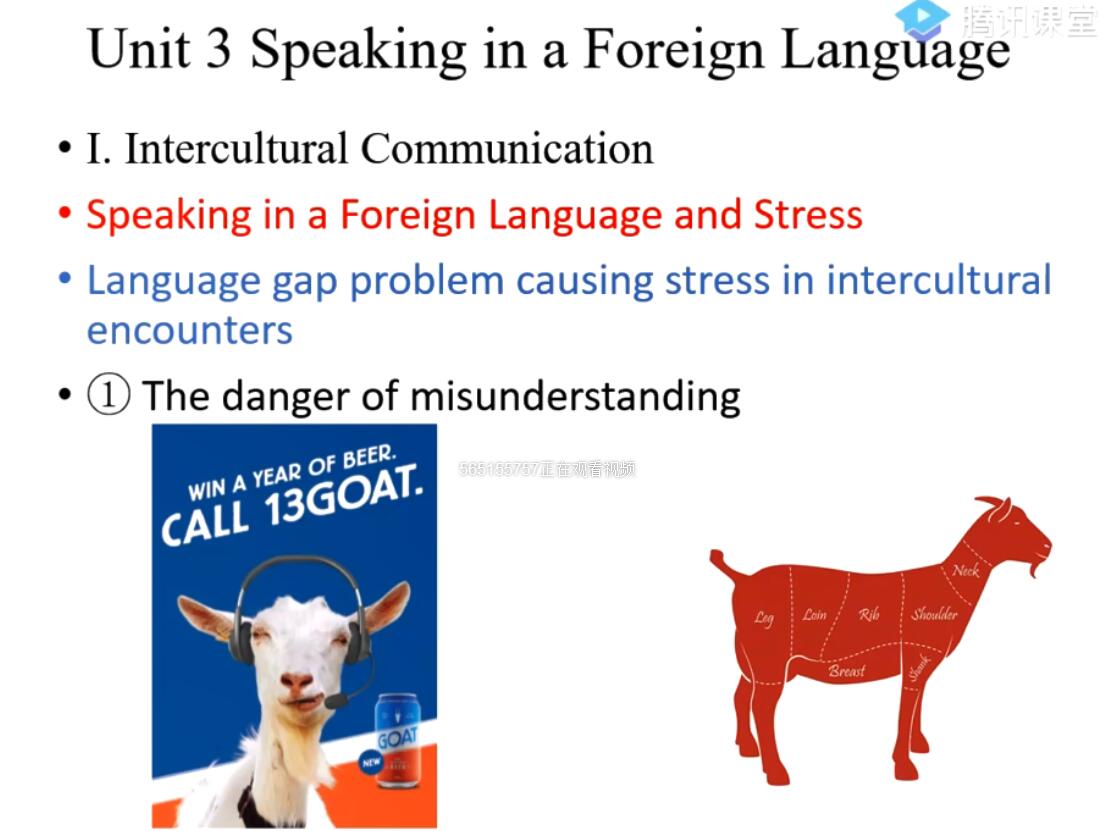 腾讯课堂
Unit 3 Speaking in a Foreign Language
• I. Intercultural Communication
• Speaking in a Foreign Language and Stress
• Language gap problem causing stress in intercultural
encounters
• ① The danger of misunderstanding
WIN A YEAR OF BEER.
CALL 13GOAT.
565155757正在观看视频
Neck
Leg
Loin
Rib
Shoulder
Breast
Shank
GOAT
NEW